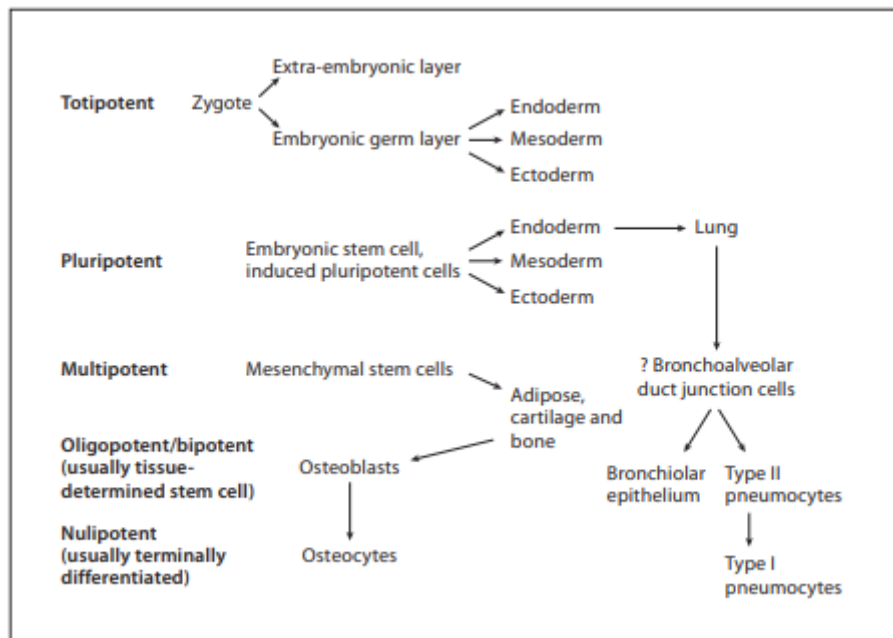 Extra-embryonic layer
Totipotent Zygote
Endoderm
Embryonic germ layer Mesoderm
Ectoderm
Endoderm Lung
Pluripotent Embryonic stem cell,
induced pluripotent cells Mesoderm
Ectoderm
Multipotent Mesenchymal stem cells
? Bronchoalveolar
duct junction cells
Adipose,
cartilage and
bone
Oligopotent/bipotent
(usually tissue-
determined stem cell)
Osteoblasts
Bronchiolar
epithelium
Type II
pneumocytes
Nulipotent
(usually terminally
differentiated)
Osteocytes
Type I
pneumocytes